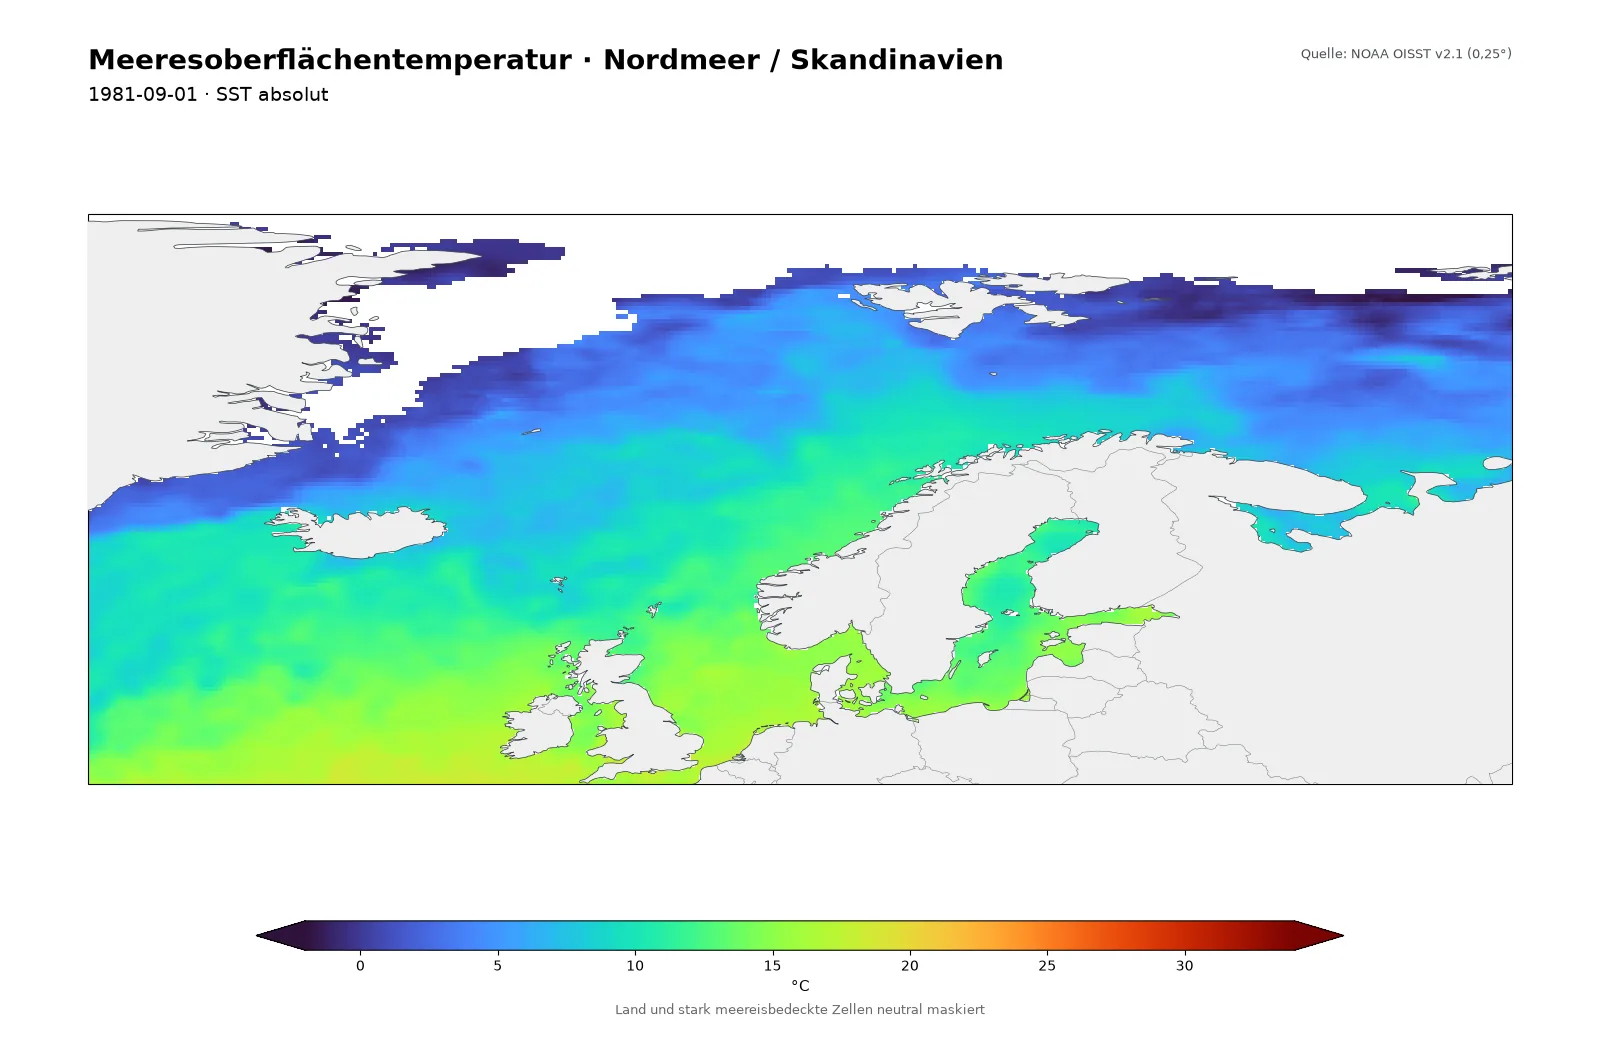 Meeresoberflächentemperatur · Nordmeer / Skandinavien
Quelle: NOAA OISST v2.1 (0,25°)
1981-09-01 · SST absolut
0 5 10 15 20 25 30
°C
Land und stark meereisbedeckte Zellen neutral maskiert